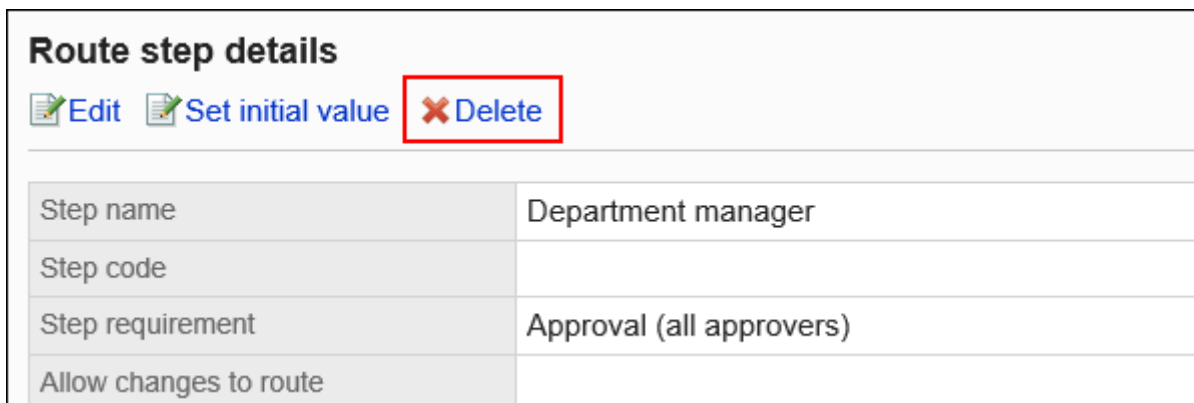 Route step details
Edit Set initial value Delete
Step name Department manager
Step code
Step requirement Approval (all approvers)
Allow changes to route